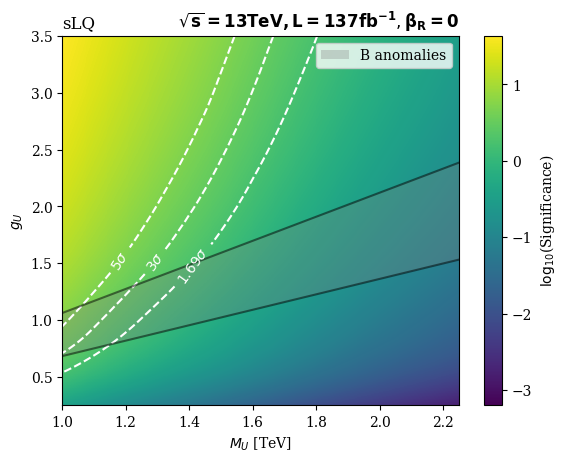 sLQ
√s = 13TeV, L = 137fb⁻¹, β_R = 0
B anomalies
3.5
3.0
2.5
2.0
1.5
1.0
0.5
g_U
5σ
3σ
1.69σ
1.0 1.2 1.4 1.6 1.8 2.0 2.2
M_U [TeV]
1
0
−1
−2
−3
log₁₀(Significance)